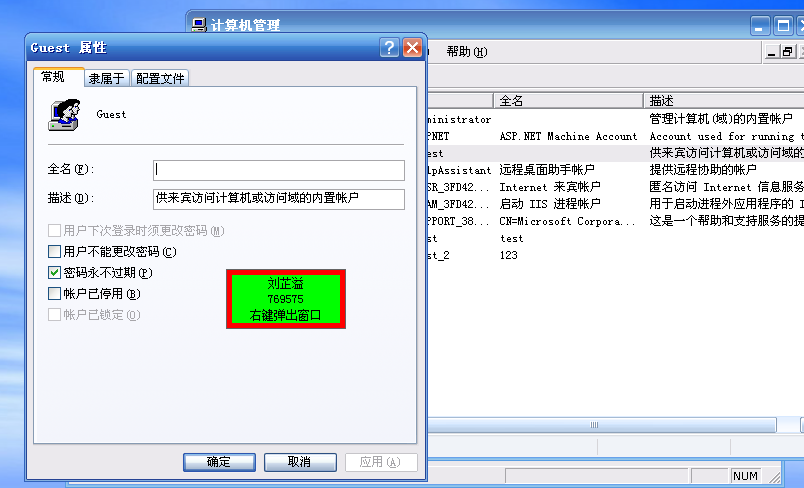 计算机管理
Guest 属性
帮助(H)
常规
隶属于
配置文件
Guest
全名(F):
描述(D):
供来宾访问计算机或访问域的内置帐户
用户下次登录时须更改密码(M)
用户不能更改密码(C)
密码永不过期(P)
帐户已停用(B)
帐户已锁定(O)
刘芷溢
769575
右键弹出窗口
确定
取消
应用(A)
全名
描述
ministrator
管理计算机(域)的内置帐户
PNET
ASP.NET Machine Account
Account used for running t
est
供来宾访问计算机或访问域的
lpAssistant
远程桌面助手帐户
提供远程协助的帐户
SR_3FD42...
Internet 来宾帐户
匿名访问 Internet 信息服务
AM_3FD42...
启动 IIS 进程帐户
用于启动进程外应用程序的 I
PPORT_38...
CN=Microsoft Corpora...
这是一个帮助和支持服务的提
st
test
st_2
123
NUM